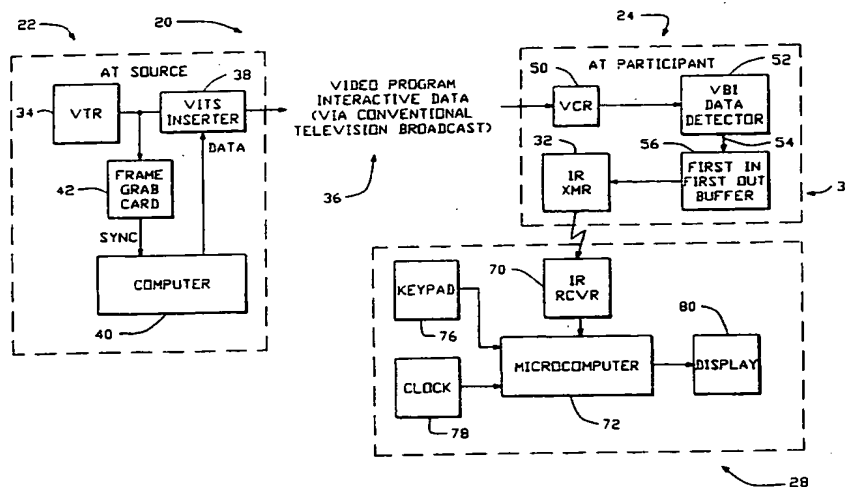 22
20
24
AT SOURCE
38
VTR
34
VITS
INSERTER
DATA
42
FRAME
GRAB
CARD
SYNC
COMPUTER
40
VIDEO PROGRAM
INTERACTIVE DATA
(VIA CONVENTIONAL
TELEVISION BROADCAST)
36
AT PARTICIPANT
50
VCR
52
VBI
DATA
DETECTOR
54
56
FIRST IN
FIRST OUT
BUFFER
32
IR
XMR
3
70
IR
RCVR
KEYPAD
76
CLOCK
78
MICROCOMPUTER
72
80
DISPLAY
28